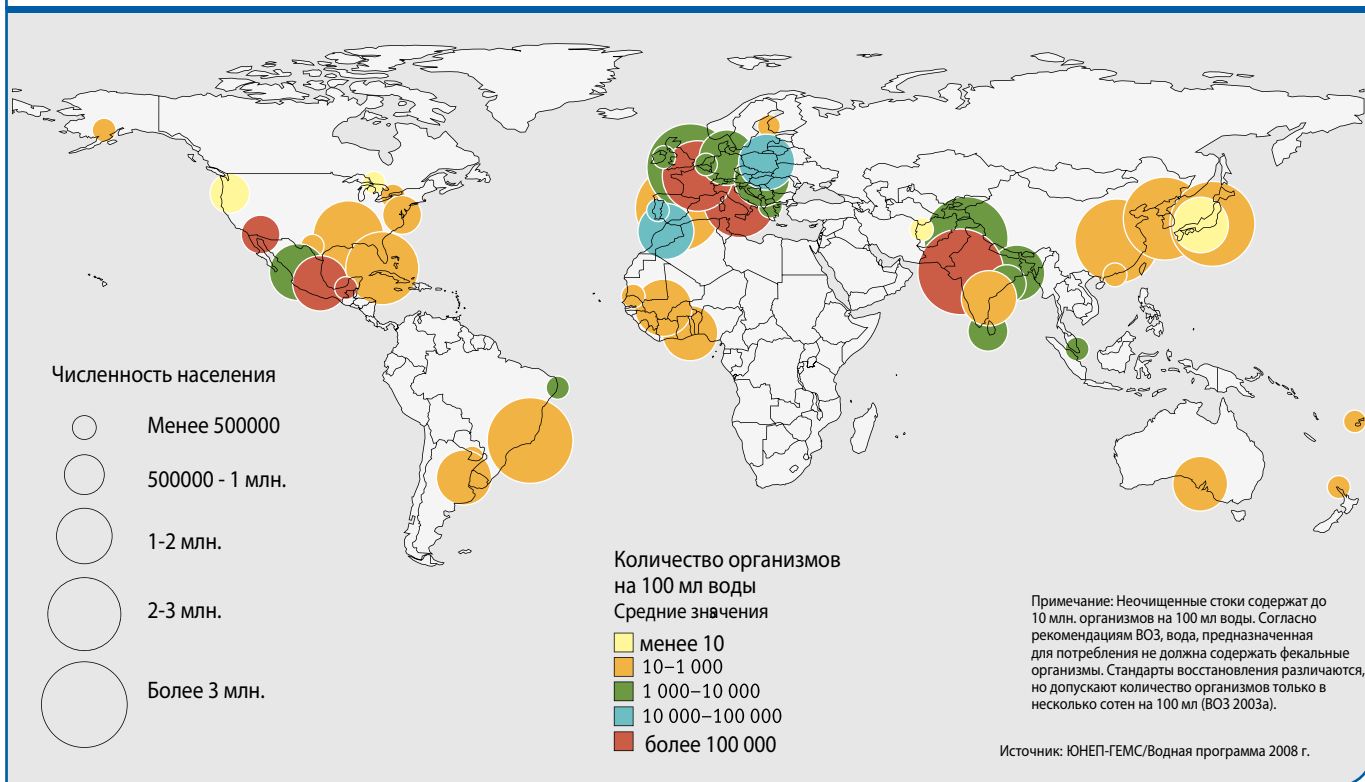 Численность населения
Менее 500000
500000 - 1 млн.
1-2 млн.
2-3 млн.
Более 3 млн.
Количество организмов
на 100 мл воды
Средние значения
менее 10
10–1 000
1 000–10 000
10 000–100 000
более 100 000
Примечание: Неочищенные стоки содержат до
10 млн. организмов на 100 мл воды. Согласно
рекомендациям ВОЗ, вода, предназначенная
для потребления не должна содержать фекальные
организмы. Стандарты восстановления различаются,
но допускают количество организмов только в
несколько сотен на 100 мл (ВОЗ 2003а).
Источник: ЮНЕП-ГЕМС/Водная программа 2008 г.